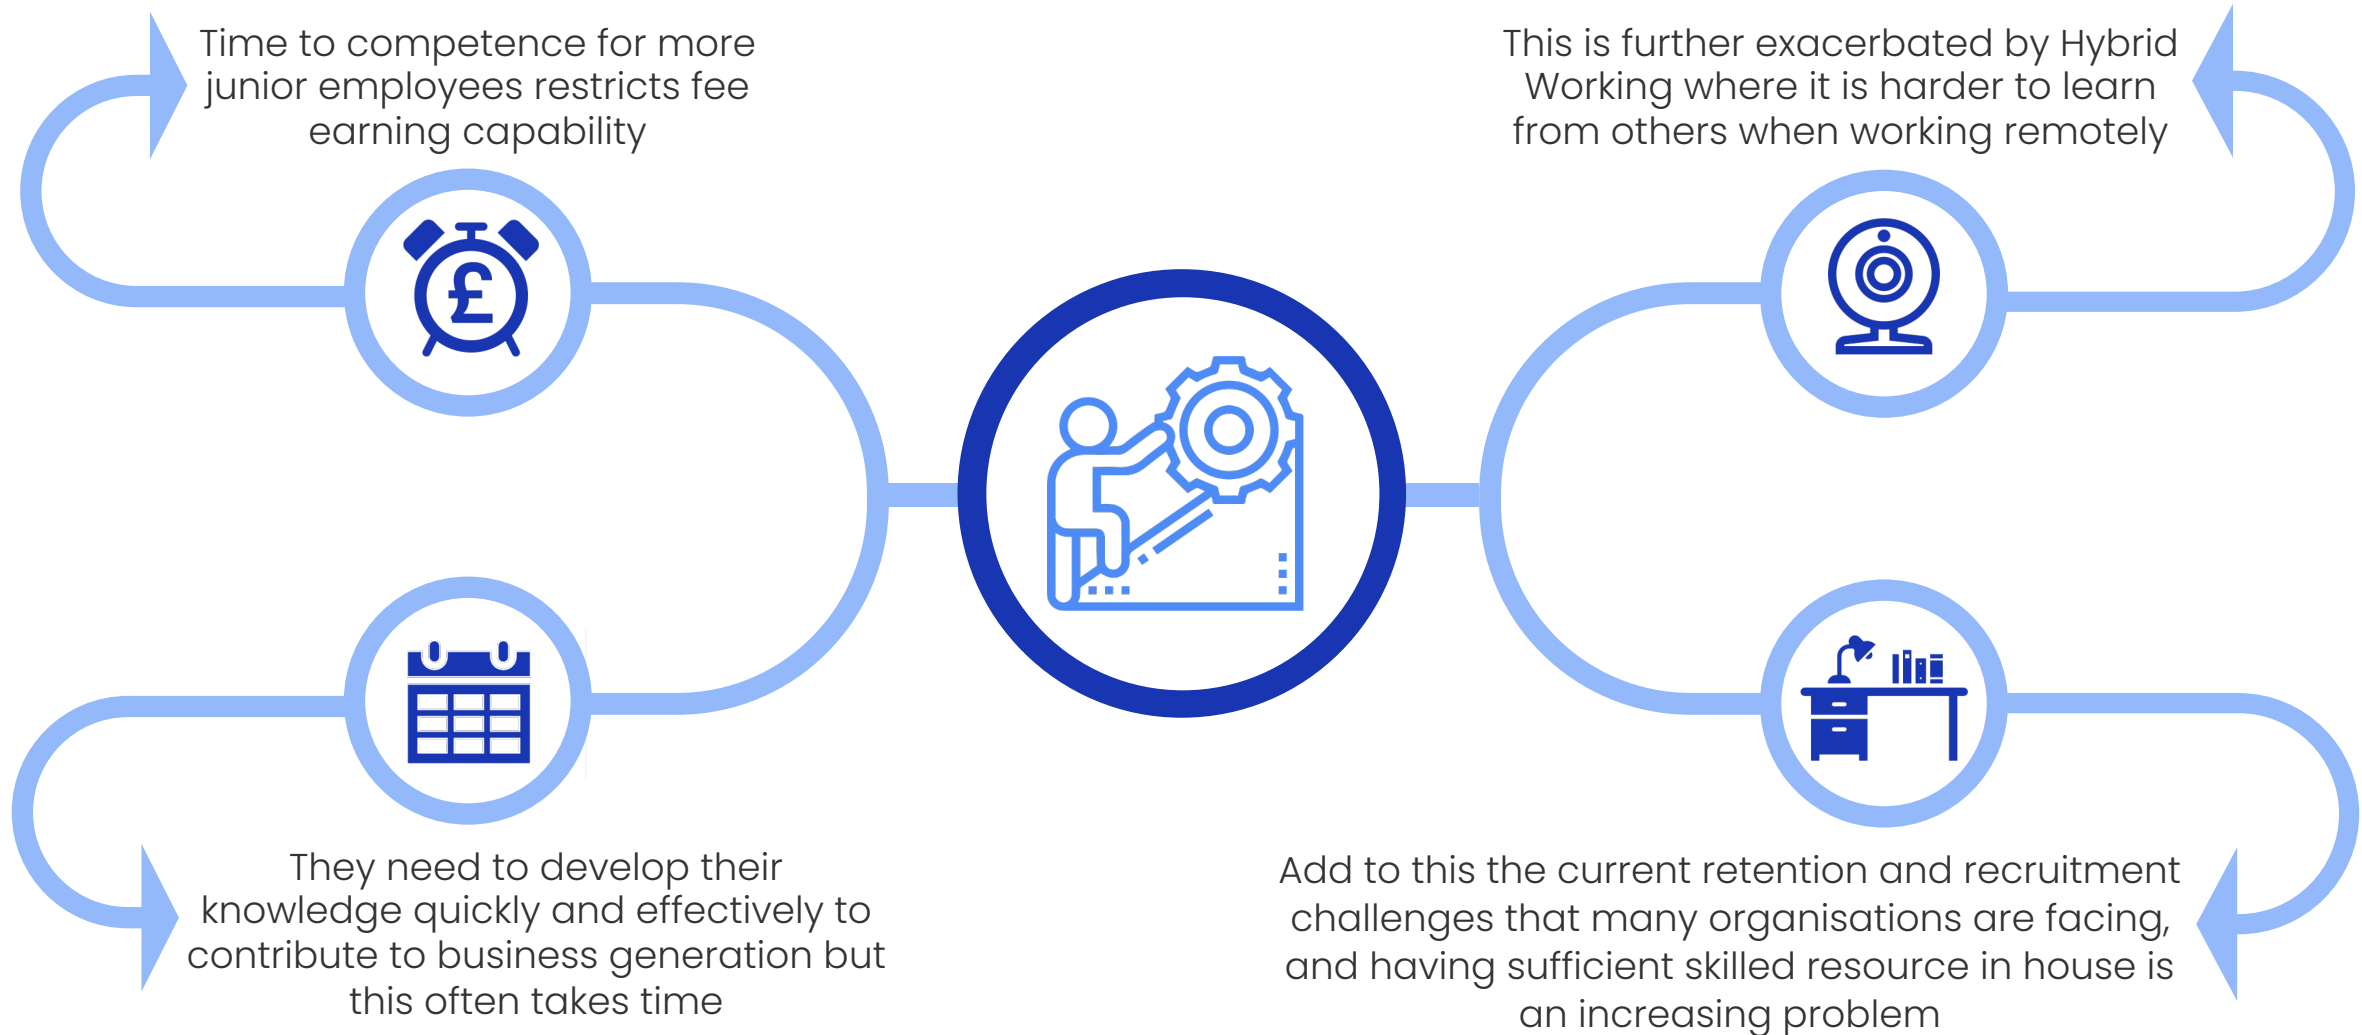 Time to competence for more
junior employees restricts fee
earning capability
£
They need to develop their
knowledge quickly and effectively to
contribute to business generation but
this often takes time
This is further exacerbated by Hybrid
Working where it is harder to learn
from others when working remotely
Add to this the current retention and recruitment
challenges that many organisations are facing,
and having sufficient skilled resource in house is
an increasing problem